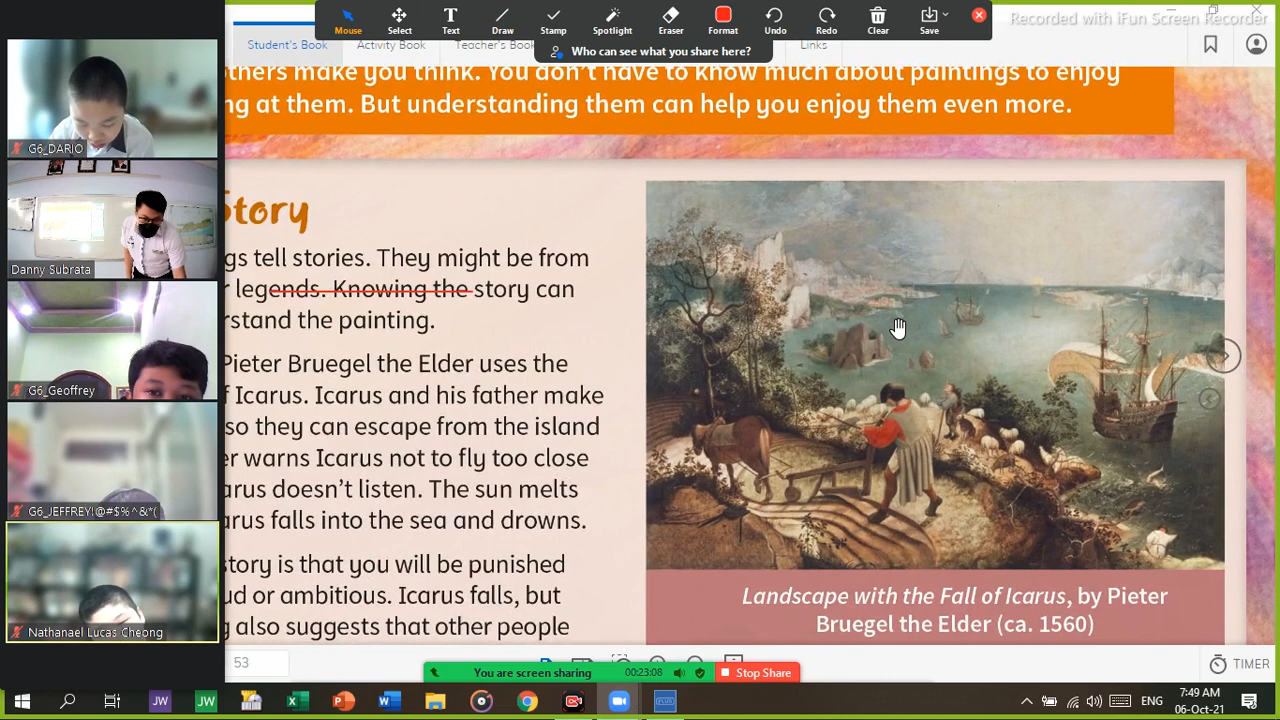 Mouse
Select
Text
Draw
Stamp
Spotlight
Eraser
Format
Undo
Redo
Clear
Save
Recorded with iFun Screen Recorder
Who can see what you share here?
Student's Book
Activity Book
Teacher's Book
Links
others make you think. You don't have to know much about paintings to enjoy
ng at them. But understanding them can help you enjoy them even more.
Story
gs tell stories. They might be from
r legends. Knowing the story can
rstand the painting.
Pieter Bruegel the Elder uses the
f Icarus. Icarus and his father make
so they can escape from the island
er warns Icarus not to fly too close
arus doesn't listen. The sun melts
arus falls into the sea and drowns.
story is that you will be punished
ud or ambitious. Icarus falls, but
g also suggests that other people
Landscape with the Fall of Icarus, by Pieter
Bruegel the Elder (ca. 1560)
G6_DARIO
Danny Subrata
G6_Geoffrey
G6_JEFFREY!@#$%^&*(
Nathanael Lucas Cheong
53
TIMER
You are screen sharing
00:23:08
Stop Share
JW
JW
ENG
7:49 AM
06-Oct-21